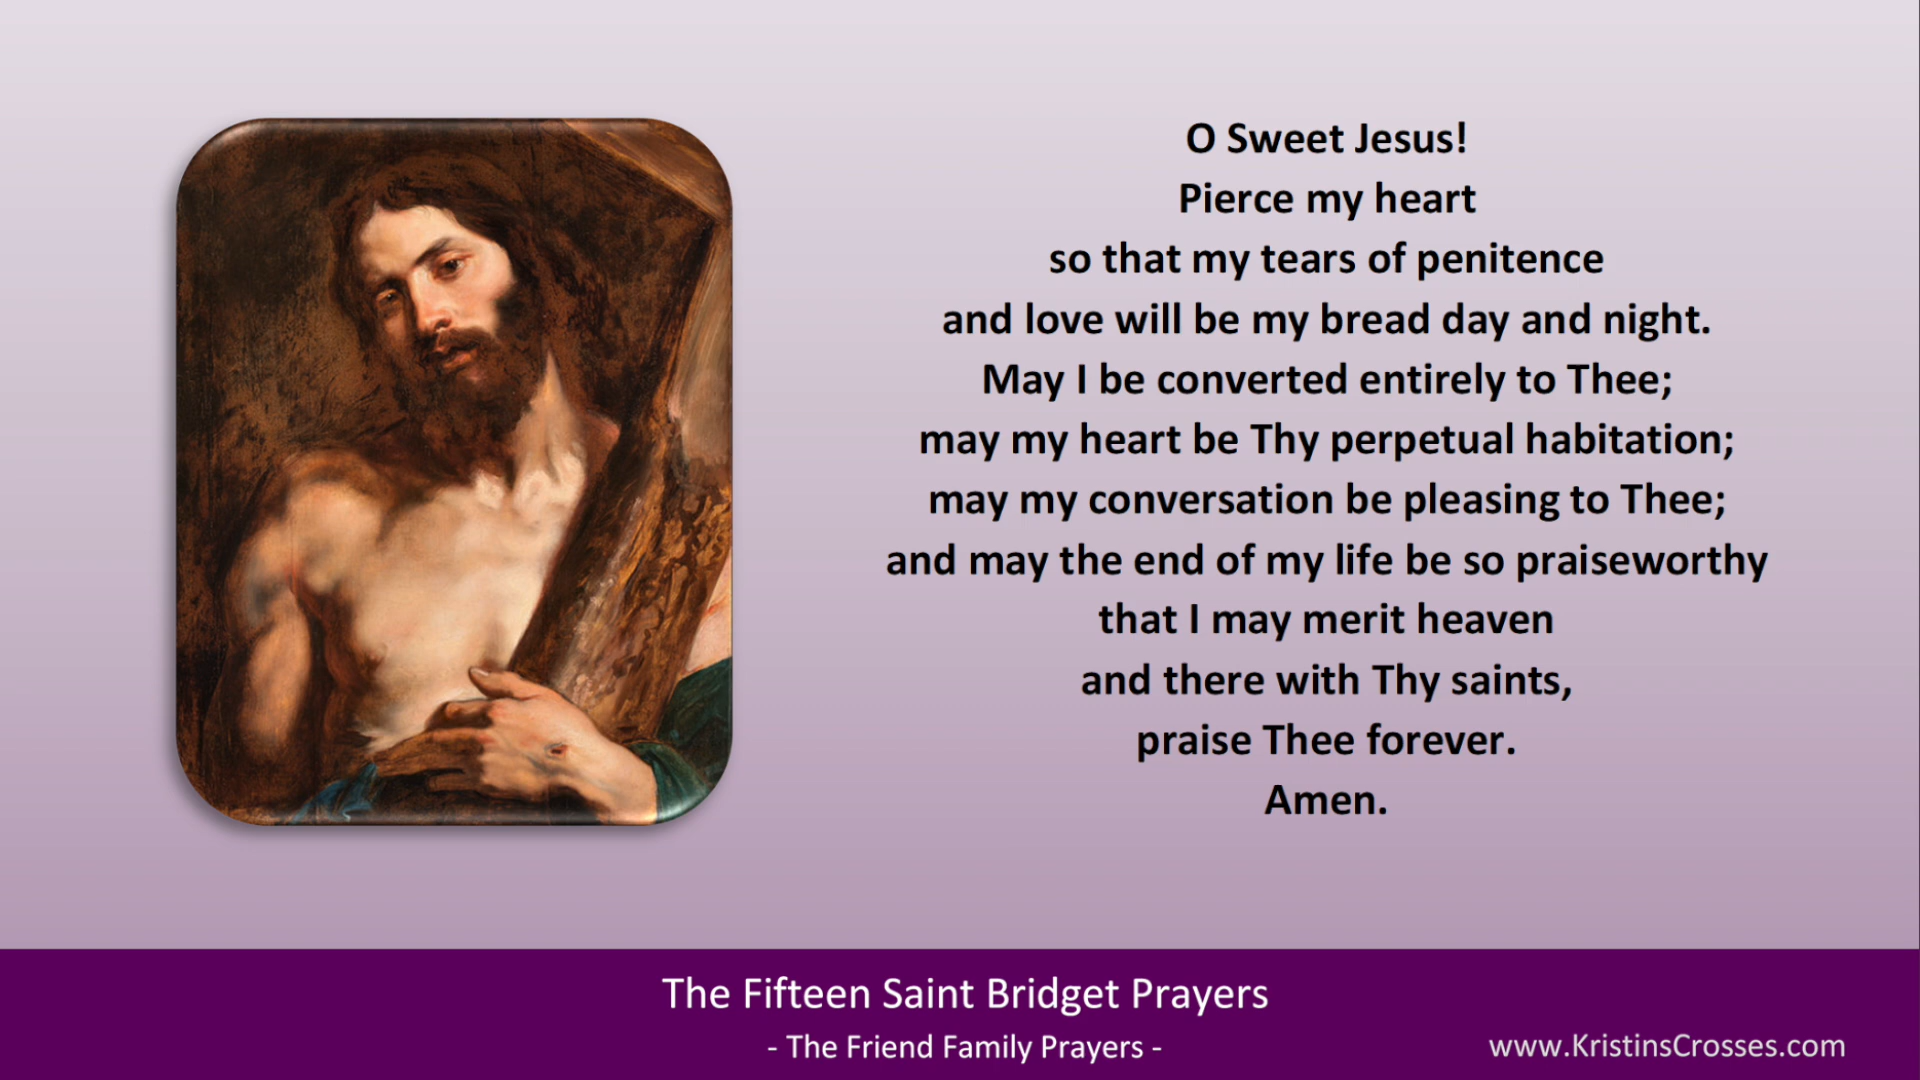 O Sweet Jesus!
Pierce my heart
so that my tears of penitence
and love will be my bread day and night.
May I be converted entirely to Thee;
may my heart be Thy perpetual habitation;
may my conversation be pleasing to Thee;
and may the end of my life be so praiseworthy
that I may merit heaven
and there with Thy saints,
praise Thee forever.
Amen.
The Fifteen Saint Bridget Prayers
- The Friend Family Prayers -
www.KristinsCrosses.com